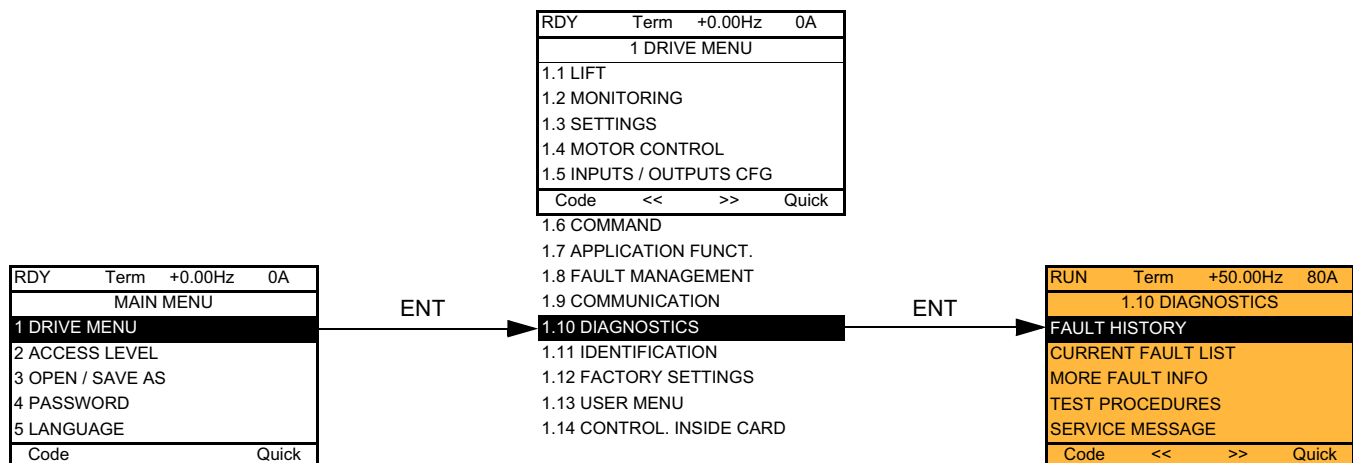 RDY Term +0.00Hz 0A
MAIN MENU
1 DRIVE MENU
2 ACCESS LEVEL
3 OPEN / SAVE AS
4 PASSWORD
5 LANGUAGE
Code Quick
ENT
RDY Term +0.00Hz 0A
1 DRIVE MENU
1.1 LIFT
1.2 MONITORING
1.3 SETTINGS
1.4 MOTOR CONTROL
1.5 INPUTS / OUTPUTS CFG
Code << >> Quick
1.6 COMMAND
1.7 APPLICATION FUNCT.
1.8 FAULT MANAGEMENT
1.9 COMMUNICATION
1.10 DIAGNOSTICS
1.11 IDENTIFICATION
1.12 FACTORY SETTINGS
1.13 USER MENU
1.14 CONTROL. INSIDE CARD
ENT
RUN Term +50.00Hz 80A
1.10 DIAGNOSTICS
FAULT HISTORY
CURRENT FAULT LIST
MORE FAULT INFO
TEST PROCEDURES
SERVICE MESSAGE
Code << >> Quick